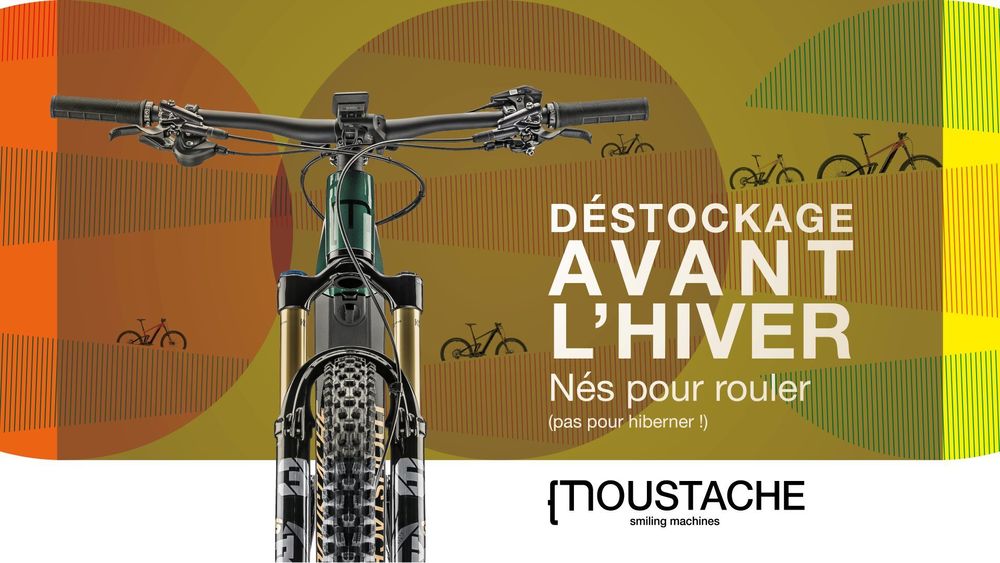 DÉSTOCKAGE
AVANT
L'HIVER
Nés pour rouler
(pas pour hiberner !)
MOUSTACHE
smiling machines